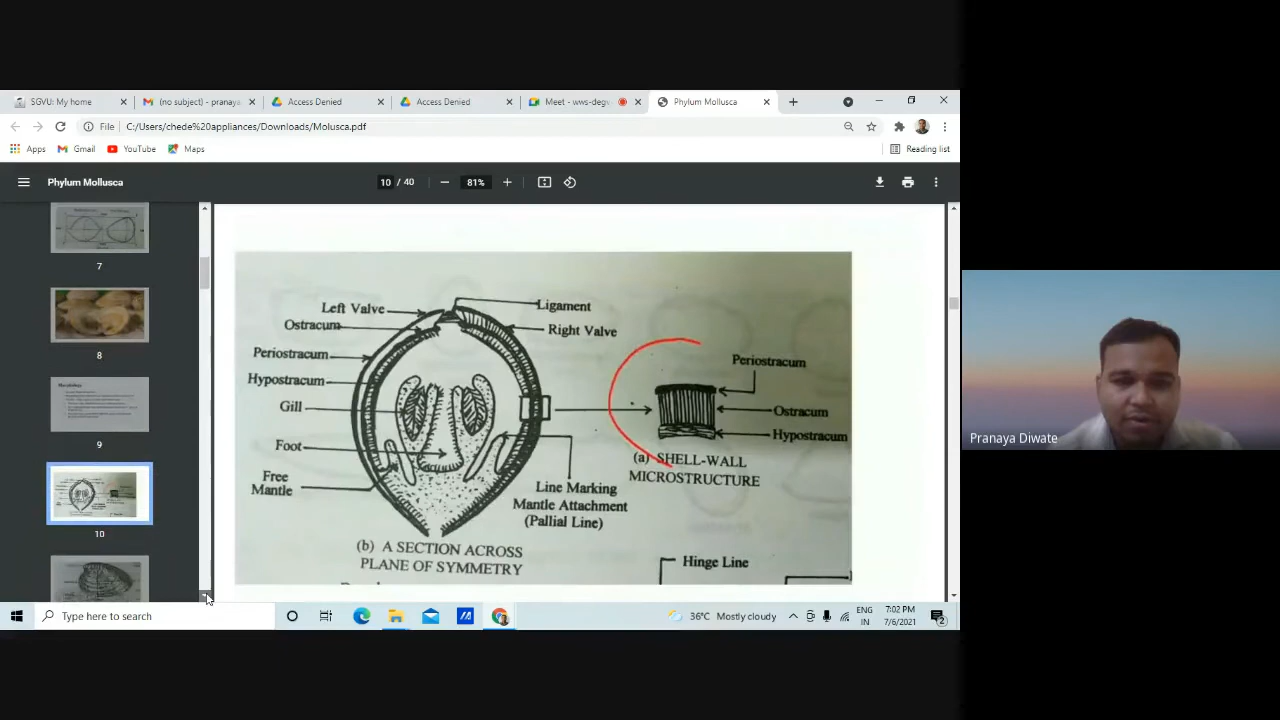 SGVU: My home
(no subject) - pranaya
Access Denied
Access Denied
Meet - wws-degv
Phylum Mollusca
File
C:/Users/chede%20appliances/Downloads/Molusca.pdf
Apps
Gmail
YouTube
Maps
Reading list
Phylum Mollusca
10 / 40
81%
7
8
9
10
Left Valve
Ostracum
Periostracum
Hypostracum
Gill
Foot
Free
Mantle
Ligament
Right Valve
Line Marking
Mantle Attachment
(Pallial Line)
(b) A SECTION ACROSS
PLANE OF SYMMETRY
Periostracum
Ostracum
Hypostracum
(a) SHELL-WALL
MICROSTRUCTURE
Hinge Line
Pranaya Diwate
Type here to search
36°C Mostly cloudy
ENG
IN
7:02 PM
7/6/2021
2